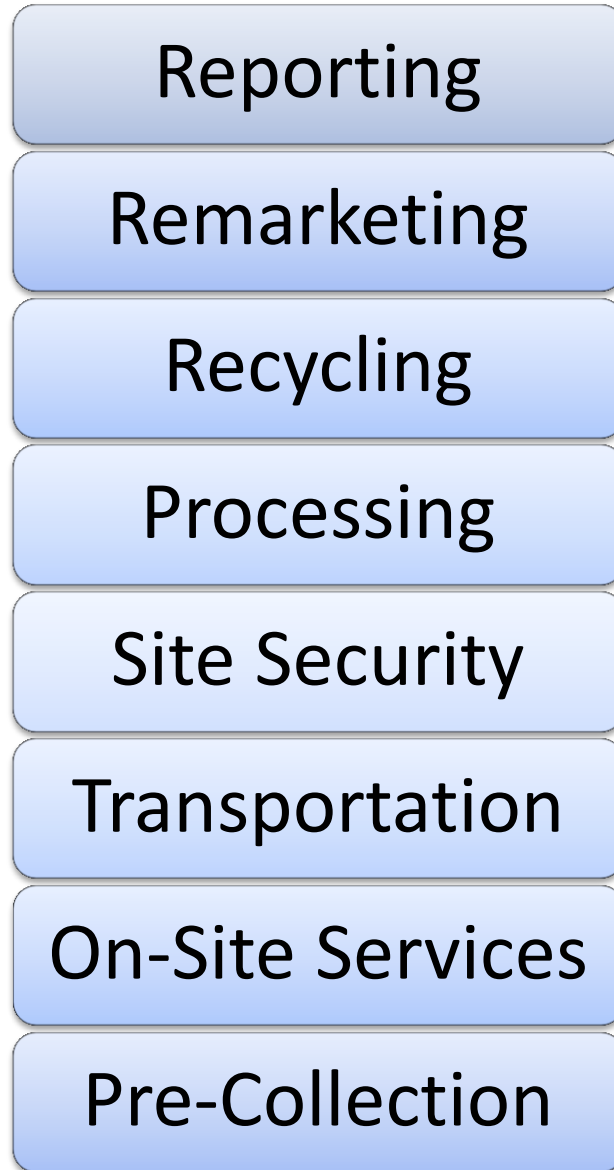 Reporting
Remarketing
Recycling
Processing
Site Security
Transportation
On-Site Services
Pre-Collection